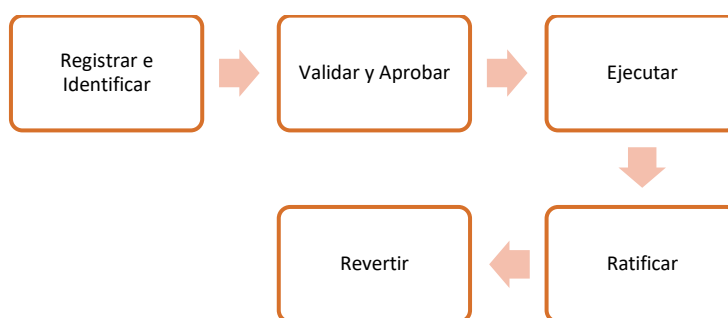 Registrar e
Identificar
Validar y Aprobar
Ejecutar
Ratificar
Revertir